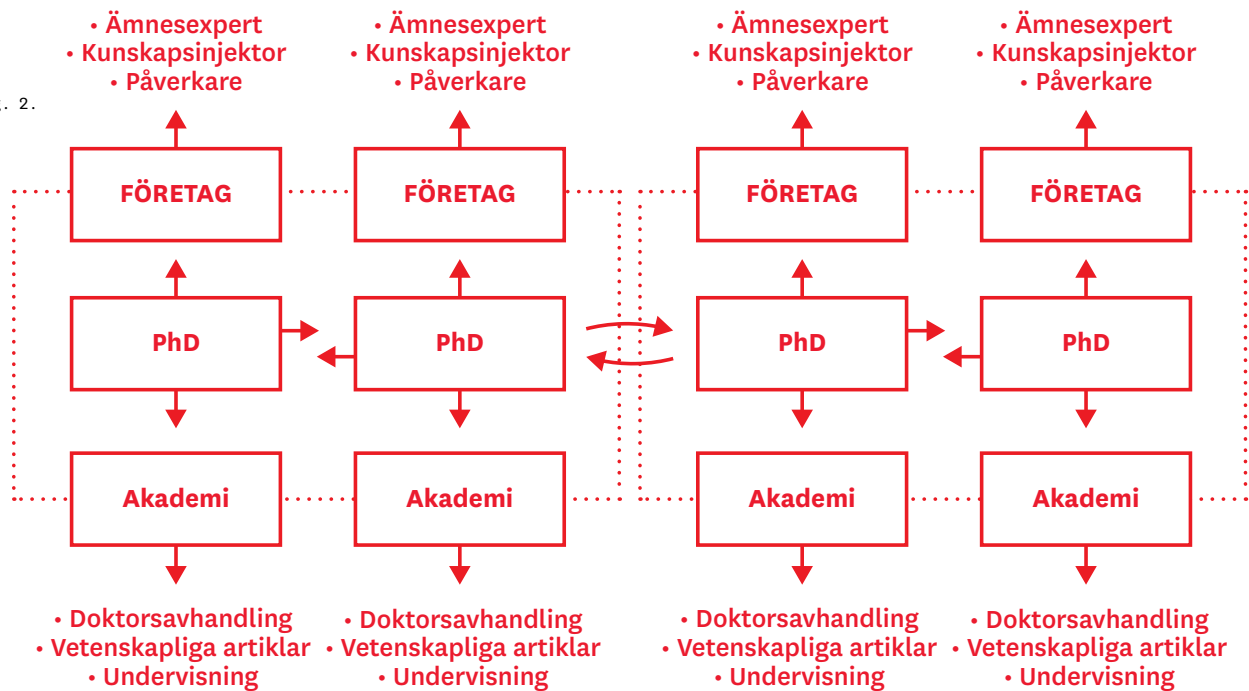 • Ämnesexpert • Ämnesexpert • Ämnesexpert • Ämnesexpert
• Kunskapsinjektor • Kunskapsinjektor • Kunskapsinjektor • Kunskapsinjektor
• Påverkare • Påverkare • Påverkare • Påverkare
. 2.
FÖRETAG FÖRETAG FÖRETAG FÖRETAG
PhD PhD PhD PhD
Akademi Akademi Akademi Akademi
• Doktorsavhandling • Doktorsavhandling • Doktorsavhandling • Doktorsavhandling
• Vetenskapliga artiklar • Vetenskapliga artiklar • Vetenskapliga artiklar • Vetenskapliga artiklar
• Undervisning • Undervisning • Undervisning • Undervisning